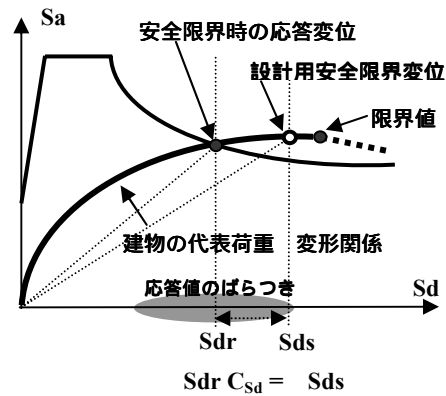 Sa
安全限界時の応答変位
設計用安全限界変位
限界値
建物の代表荷重 変形関係
応答値のばらつき
Sd
Sdr Sds
Sdr C_Sd = Sds